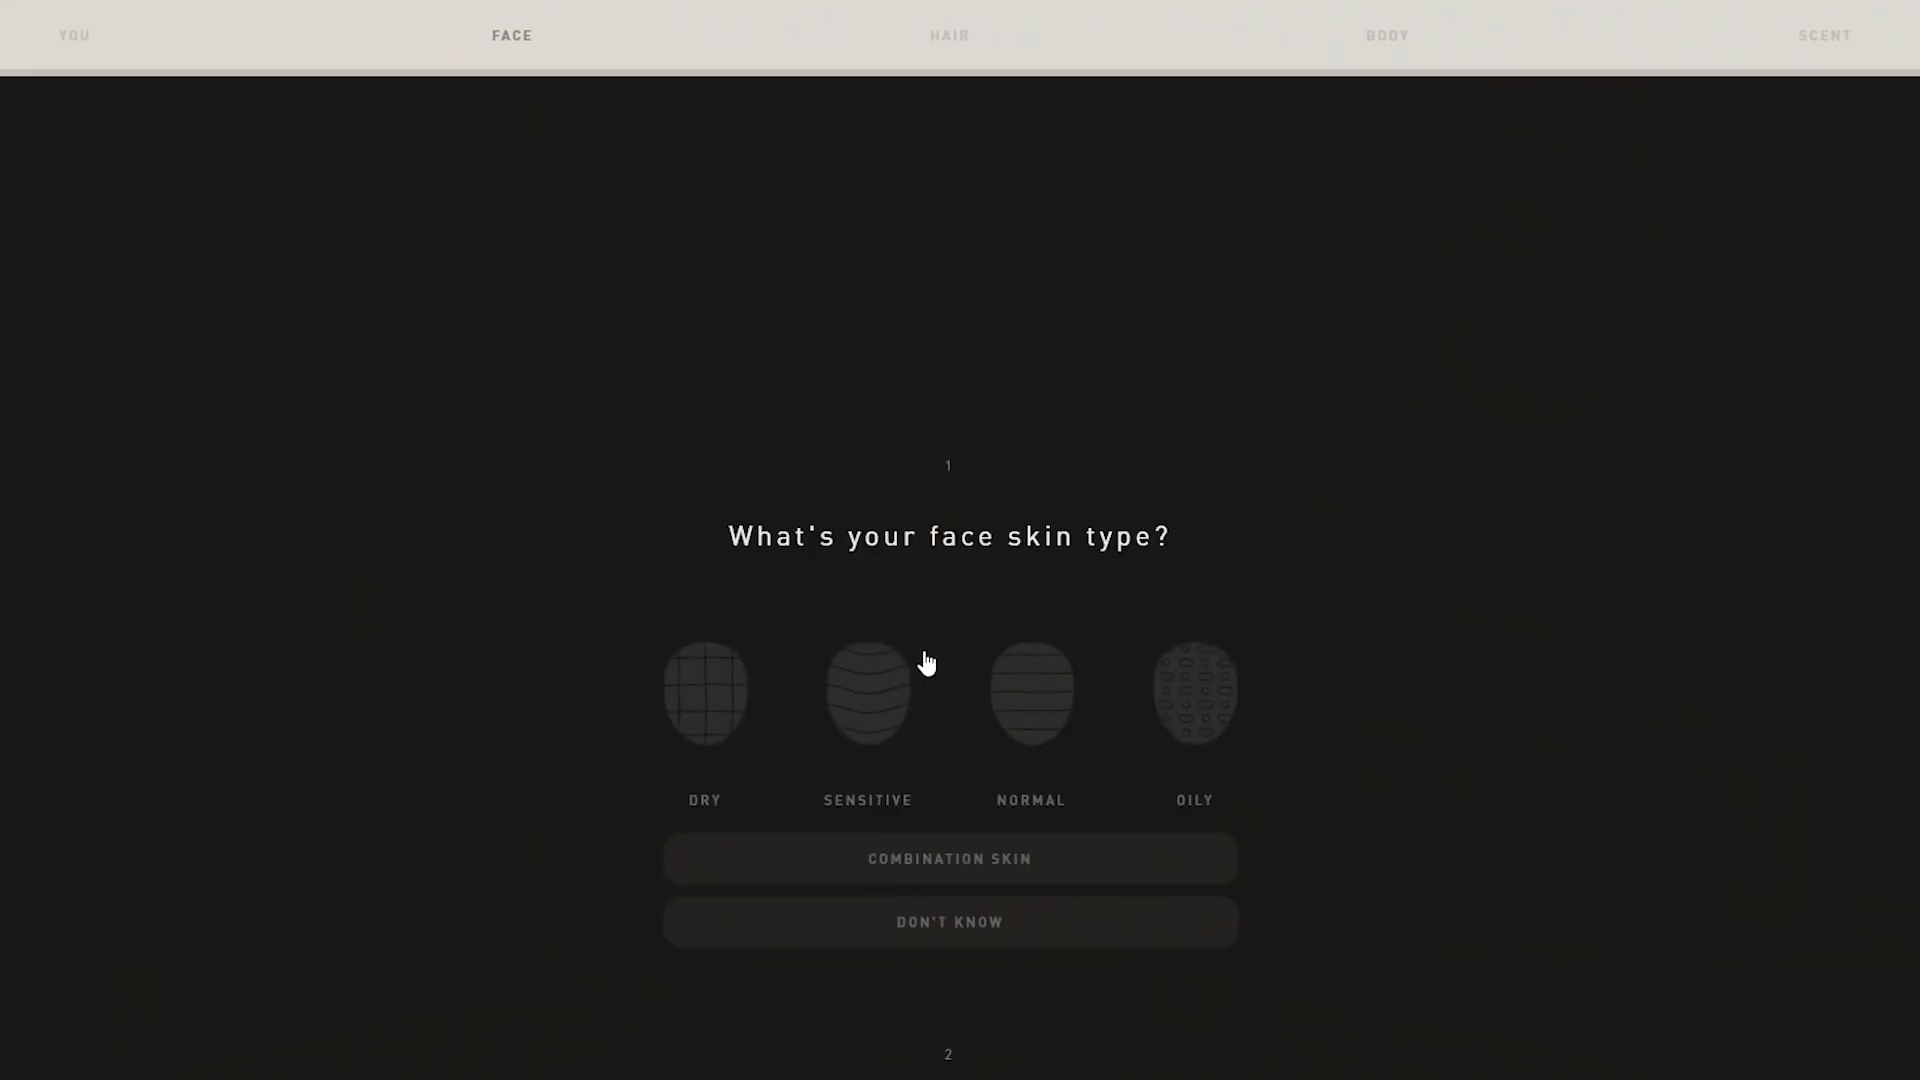 YOU FACE HAIR BODY SCENT
1
What's your face skin type?
DRY SENSITIVE NORMAL OILY
COMBINATION SKIN
DON'T KNOW
2